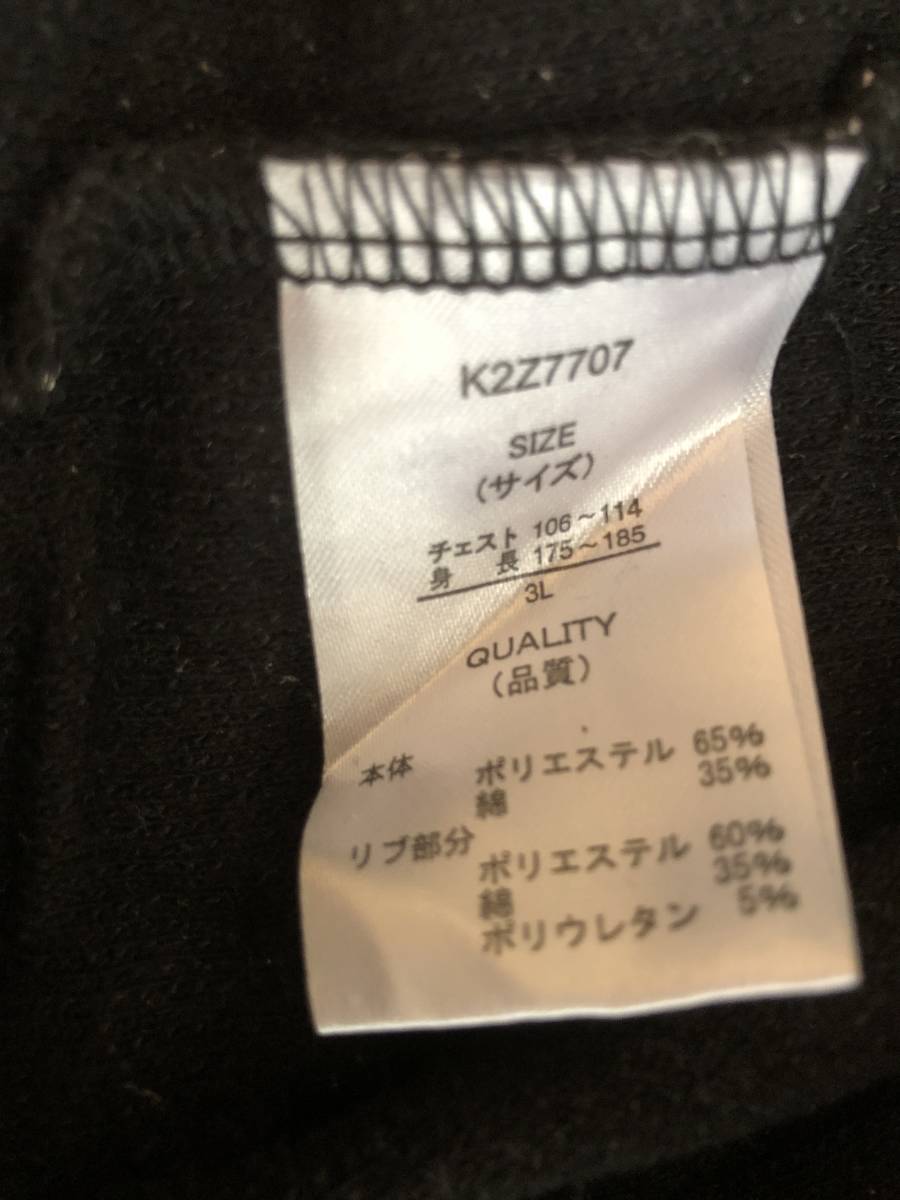 K2Z7707
SIZE
(サイズ)
チェスト 106~114
身 長 175~185
3L
QUALITY
(品質)
本体 ポリエステル 65%
綿 35%
リブ部分 ポリエステル 60%
綿 35%
ポリウレタン 5%